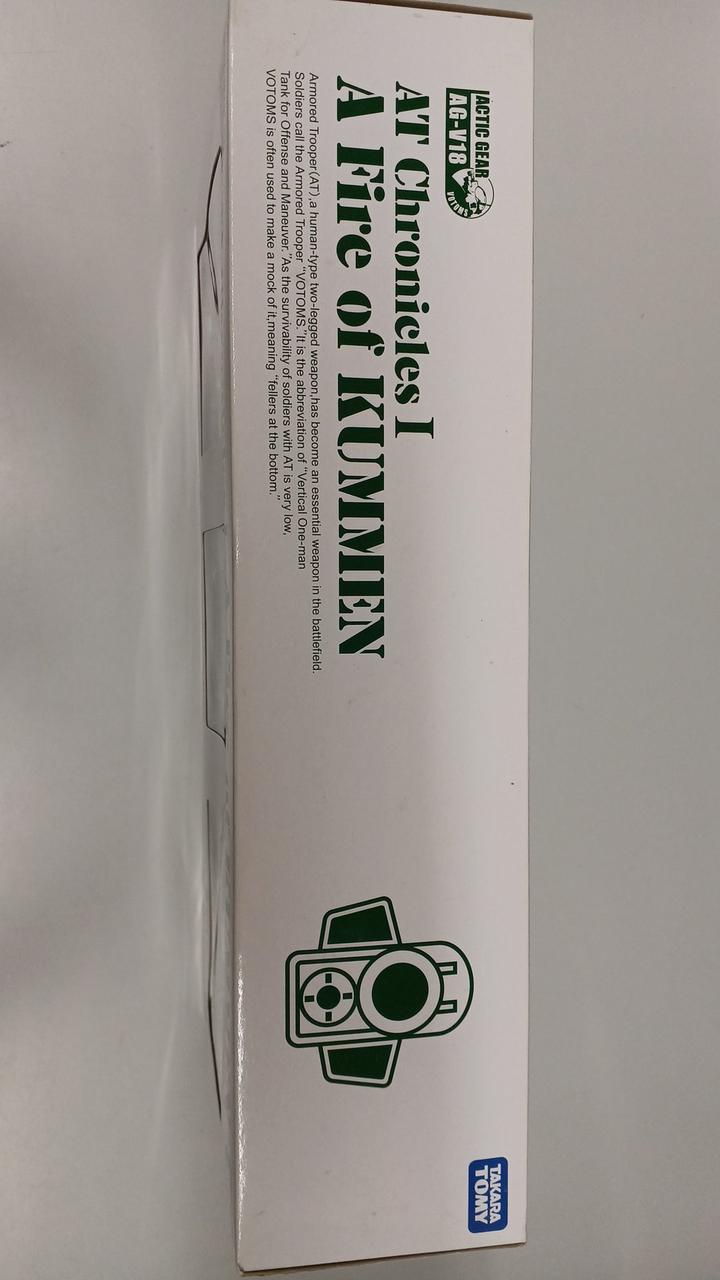 ACTIC GEAR
AG-V18
VOTOMS
AT Chronicles I
A Fire of KUMMEN
Armored Trooper(AT),a human-type two-legged weapon,has become an essential weapon in the battlefield.
Soldiers call the Armored Trooper "VOTOMS."It is the abbreviation of "Vertical One-man
Tank for Offense and Maneuver."As the survivability of soldiers with AT is very low,
VOTOMS is often used to make a mock of it,meaning "fellers at the bottom."
TAKARA
TOMY